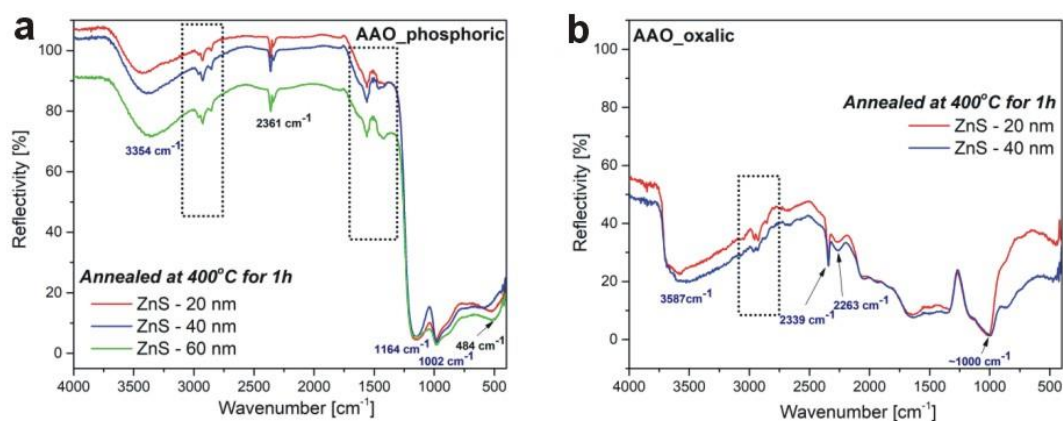 a
AAO_phosphoric
Reflectivity [%]
100
80
60
40
20
0
3354 cm⁻¹
2361 cm⁻¹
Annealed at 400°C for 1h
ZnS - 20 nm
ZnS - 40 nm
ZnS - 60 nm
1164 cm⁻¹
1002 cm⁻¹
484 cm⁻¹
4000 3500 3000 2500 2000 1500 1000 500
Wavenumber [cm⁻¹]
b
AAO_oxalic
Reflectivity [%]
100
80
60
40
20
0
Annealed at 400°C for 1h
ZnS - 20 nm
ZnS - 40 nm
3587cm⁻¹
2339 cm⁻¹
2263 cm⁻¹
~1000 cm⁻¹
4000 3500 3000 2500 2000 1500 1000 500
Wavenumber [cm⁻¹]